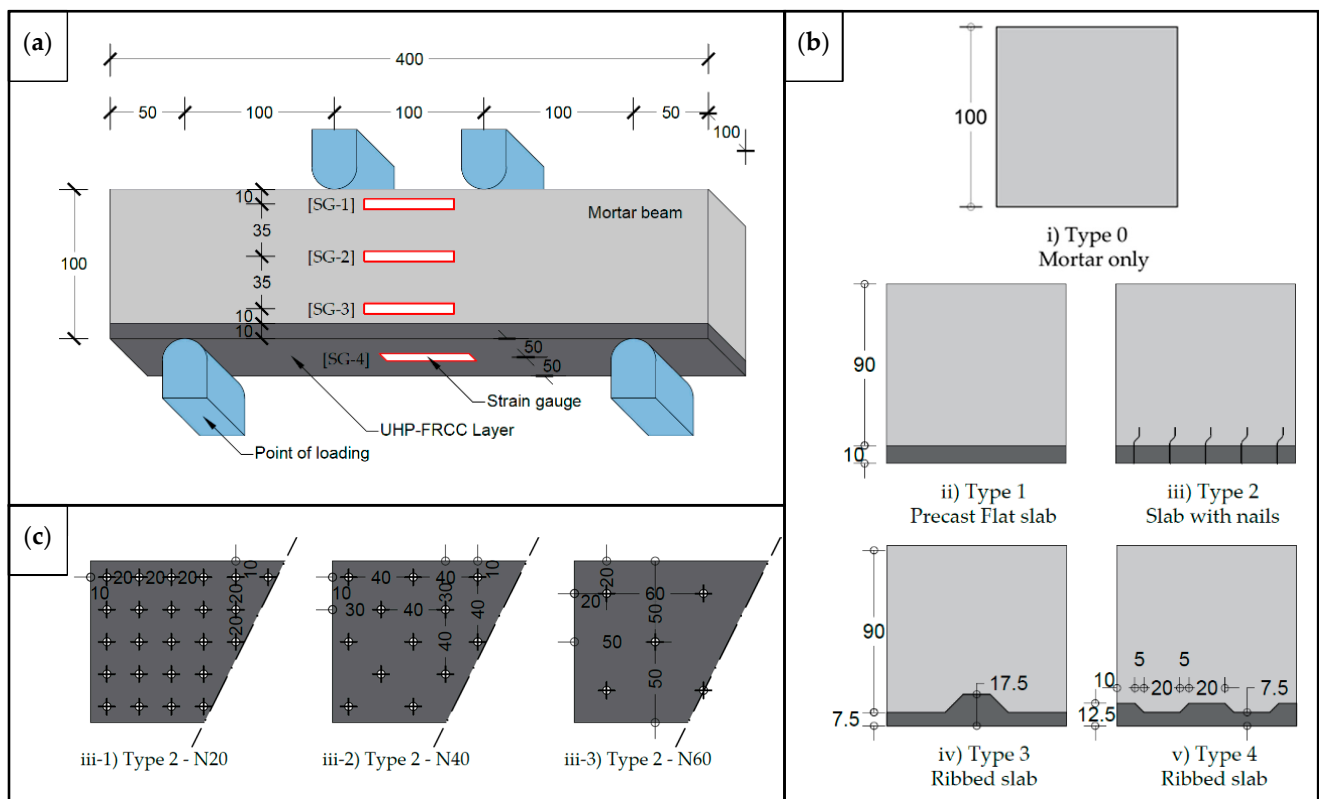 (a)
400
50
100
100
100
50
100
10
[SG-1]
Mortar beam
35
100
[SG-2]
35
10
[SG-3]
10
[SG-4]
50
50
Strain gauge
UHP-FRCC Layer
Point of loading
(b)
100
i) Type 0
Mortar only
90
10
ii) Type 1
Precast Flat slab
iii) Type 2
Slab with nails
90
17.5
7.5
iv) Type 3
Ribbed slab
5
5
10
20
20
7.5
12.5
v) Type 4
Ribbed slab
(c)
10
20
20
20
10
20
20
iii-1) Type 2 - N20
10
40
40
10
30
30
40
40
40
iii-2) Type 2 - N40
20
20
60
50
50
50
iii-3) Type 2 - N60